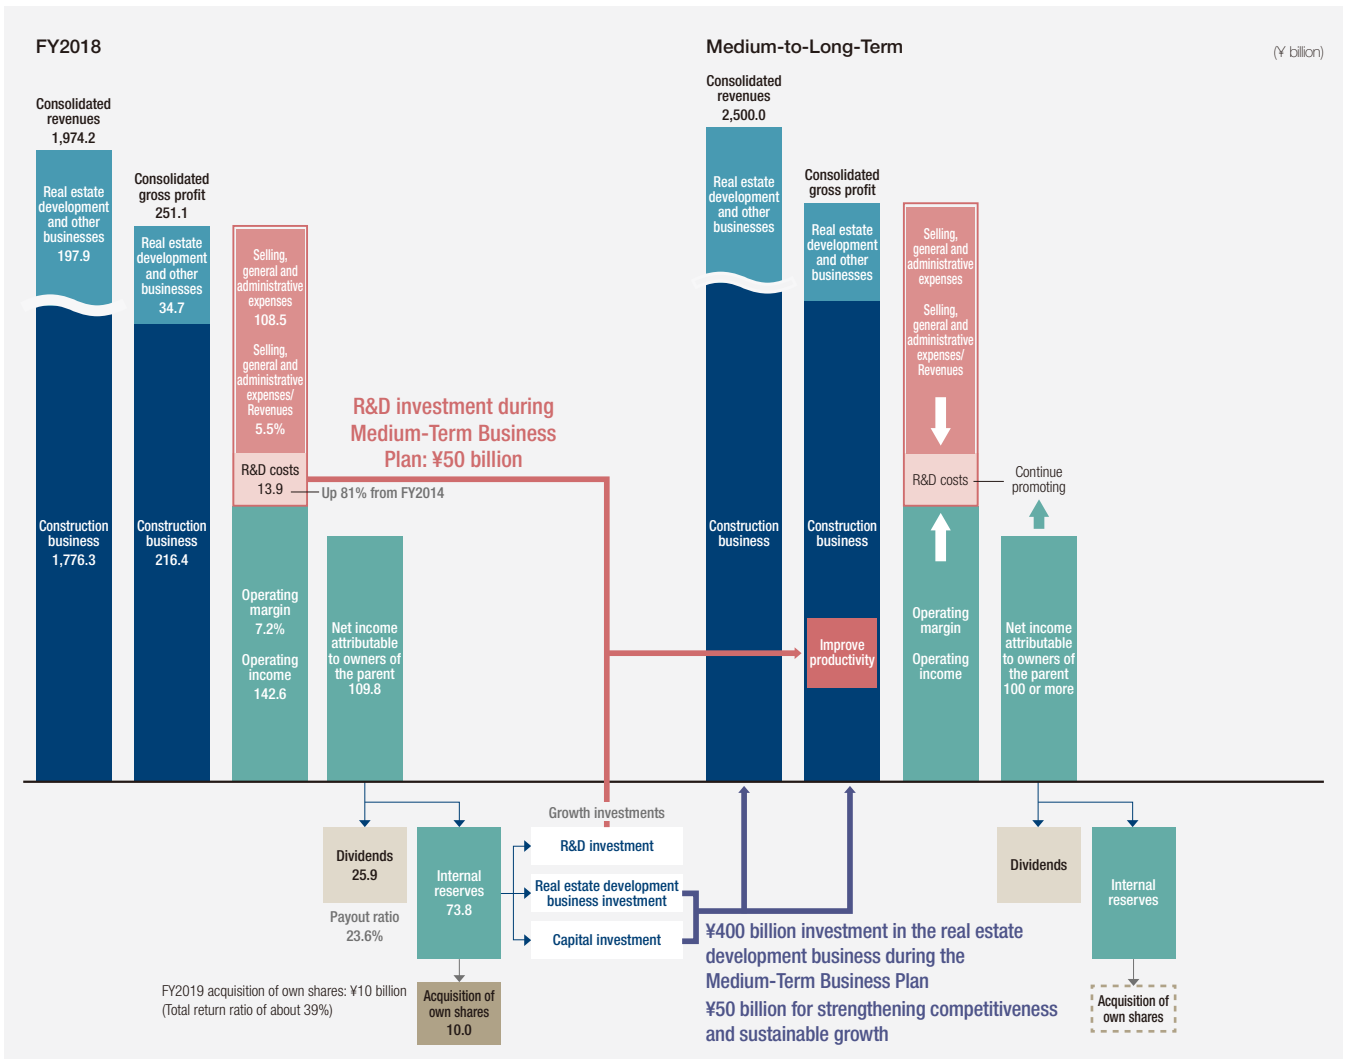 FY2018
Consolidated
revenues
1,974.2
Real estate
development
and other
businesses
197.9
Construction
business
1,776.3
Consolidated
gross profit
251.1
Real estate
development
and other
businesses
34.7
Construction
business
216.4
Selling,
general and
administrative
expenses
108.5
Selling,
general and
administrative
expenses/
Revenues
5.5%
R&D costs
13.9
Up 81% from FY2014
Operating
margin
7.2%
Operating
income
142.6
Net income
attributable
to owners of
the parent
109.8
R&D investment during
Medium-Term Business
Plan: ¥50 billion
Dividends
25.9
Payout ratio
23.6%
Internal
reserves
73.8
FY2019 acquisition of own shares: ¥10 billion
(Total return ratio of about 39%)
Acquisition of
own shares
10.0
Growth investments
R&D investment
Real estate development
business investment
Capital investment
Medium-to-Long-Term
(¥ billion)
Consolidated
revenues
2,500.0
Real estate
development
and other
businesses
Construction
business
Consolidated
gross profit
Real estate
development
and other
businesses
Construction
business
Improve
productivity
Selling,
general and
administrative
expenses
Selling,
general and
administrative
expenses/
Revenues
R&D costs
Continue
promoting
Operating
margin
Operating
income
Net income
attributable
to owners of
the parent
100 or more
¥400 billion investment in the real estate
development business during the
Medium-Term Business Plan
¥50 billion for strengthening competitiveness
and sustainable growth
Dividends
Internal
reserves
Acquisition of
own shares